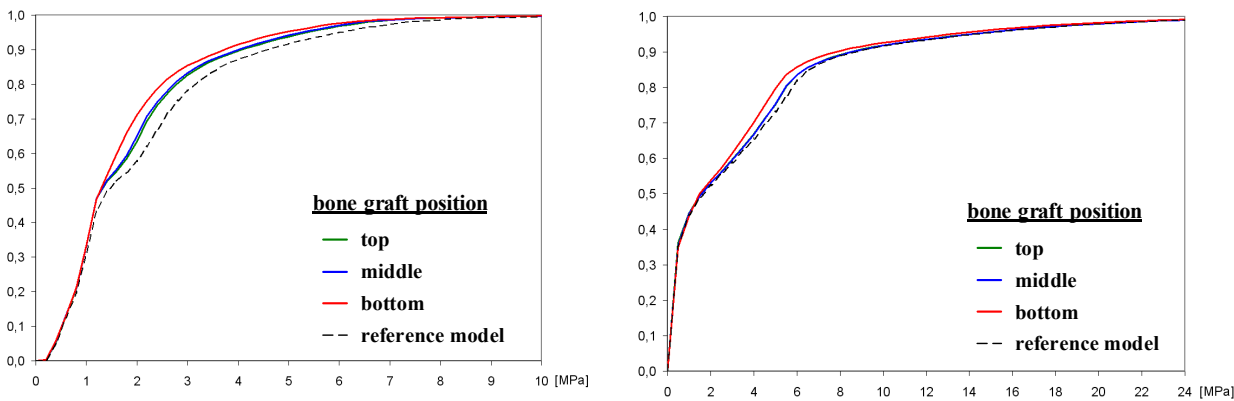 1,0
0,9
0,8
0,7
0,6
0,5
0,4
0,3
0,2
0,1
0,0
0 1 2 3 4 5 6 7 8 9 10 [MPa]
bone graft position
top
middle
bottom
reference model
1,0
0,9
0,8
0,7
0,6
0,5
0,4
0,3
0,2
0,1
0,0
0 2 4 6 8 10 12 14 16 18 20 22 24 [MPa]
bone graft position
top
middle
bottom
reference model